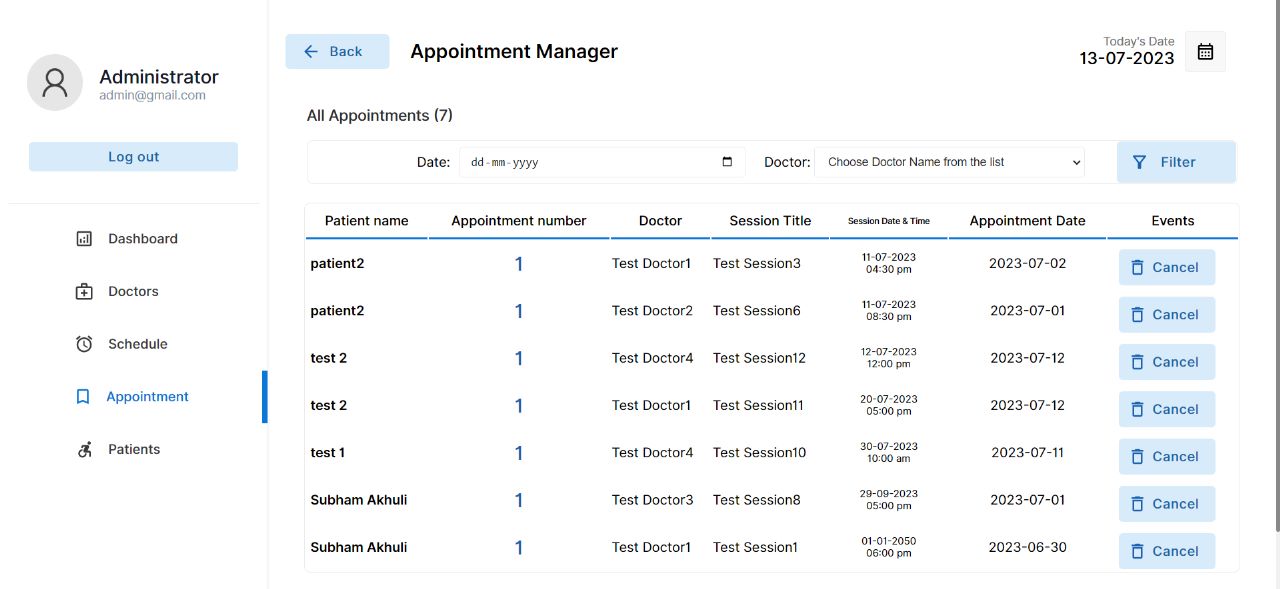 Administrator
admin@gmail.com
Log out
Dashboard
Doctors
Schedule
Appointment
Patients
Back
Appointment Manager
Today's Date
13-07-2023
All Appointments (7)
Date: dd-mm-yyyy Doctor: Choose Doctor Name from the list Filter
Patient name Appointment number Doctor Session Title Session Date & Time Appointment Date Events
patient2 1 Test Doctor1 Test Session3 11-07-2023 04:30 pm 2023-07-02 Cancel
patient2 1 Test Doctor2 Test Session6 11-07-2023 08:30 pm 2023-07-01 Cancel
test 2 1 Test Doctor4 Test Session12 12-07-2023 12:00 pm 2023-07-12 Cancel
test 2 1 Test Doctor1 Test Session11 20-07-2023 05:00 pm 2023-07-12 Cancel
test 1 1 Test Doctor4 Test Session10 30-07-2023 10:00 am 2023-07-11 Cancel
Subham Akhuli 1 Test Doctor3 Test Session8 29-09-2023 05:00 pm 2023-07-01 Cancel
Subham Akhuli 1 Test Doctor1 Test Session1 01-01-2050 06:00 pm 2023-06-30 Cancel